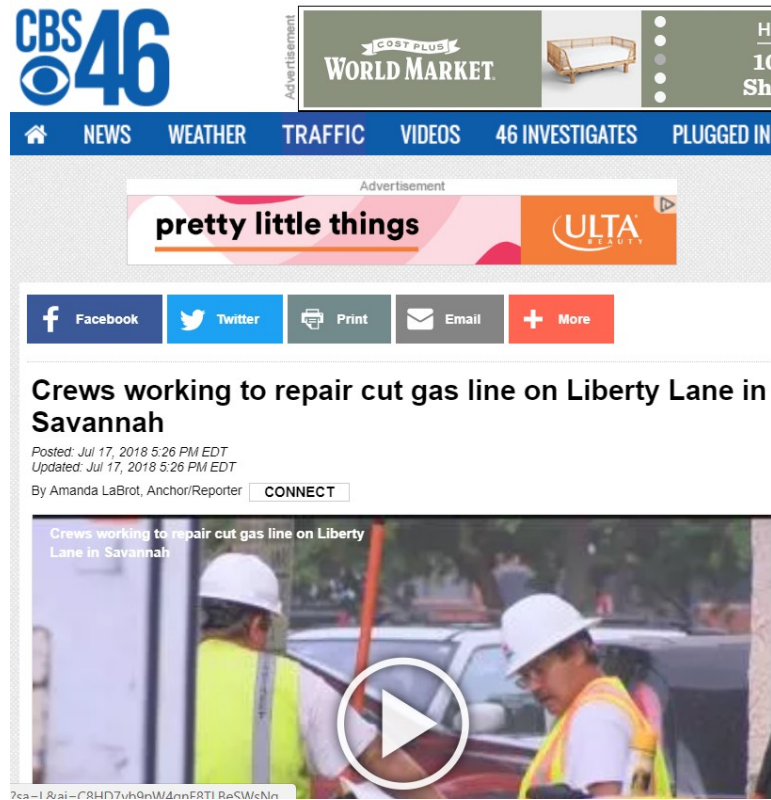 CBS 46
Advertisement
COST PLUS
WORLD MARKET.
NEWS WEATHER TRAFFIC VIDEOS 46 INVESTIGATES PLUGGED IN
Advertisement
pretty little things
ULTA
BEAUTY
Facebook Twitter Print Email More
Crews working to repair cut gas line on Liberty Lane in
Savannah
Posted: Jul 17, 2018 5:26 PM EDT
Updated: Jul 17, 2018 5:26 PM EDT
By Amanda LaBrot, Anchor/Reporter CONNECT
Crews working to repair cut gas line on Liberty
Lane in Savannah